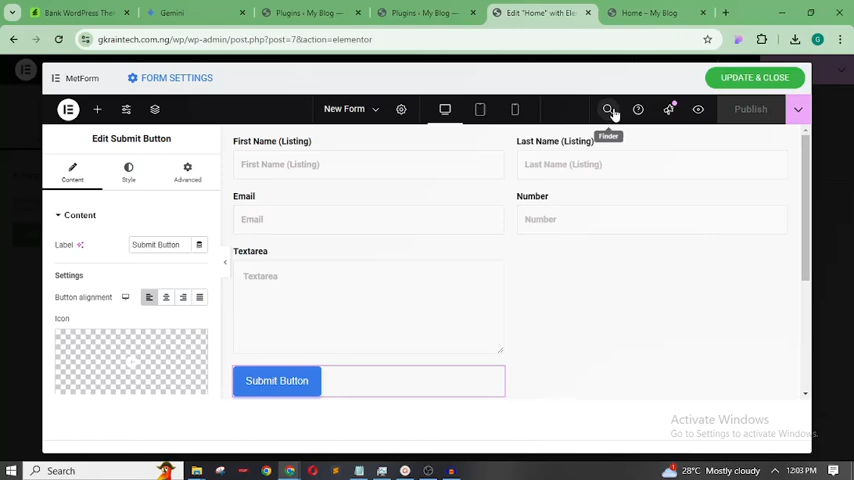 Bank WordPress Theme
Gemini
Plugins ‹ My Blog —
Plugins ‹ My Blog —
Edit "Home" with Ele
Home – My Blog
gkraintech.com.ng/wp/wp-admin/post.php?post=7&action=elementor
G
MetForm
FORM SETTINGS
UPDATE & CLOSE
New Form
Publish
Finder
Edit Submit Button
Content
Style
Advanced
Content
Label
Submit Button
Settings
Button alignment
Icon
First Name (Listing)
Last Name (Listing)
First Name (Listing)
Last Name (Listing)
Email
Number
Email
Number
Textarea
Textarea
Submit Button
Activate Windows
Go to Settings to activate Windows.
Search
28°C Mostly cloudy
12:03 PM